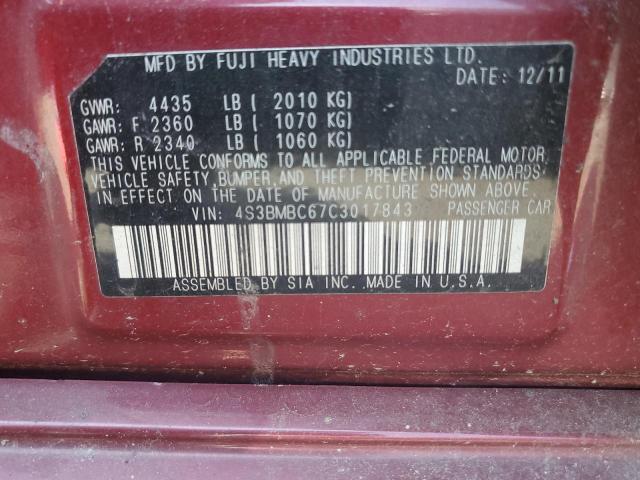 MFD BY FUJI HEAVY INDUSTRIES LTD.
DATE: 12/11
GVWR: 4435 LB ( 2010 KG)
GAWR: F 2360 LB ( 1070 KG)
GAWR: R 2340 LB ( 1060 KG)
THIS VEHICLE CONFORMS TO ALL APPLICABLE FEDERAL MOTOR
VEHICLE SAFETY, BUMPER, AND THEFT PREVENTION STANDARDS
IN EFFECT ON THE DATE OF MANUFACTURE SHOWN ABOVE.
VIN: 4S3BMBC67C3017843 PASSENGER CAR
ASSEMBLED BY SIA INC. MADE IN U.S.A.